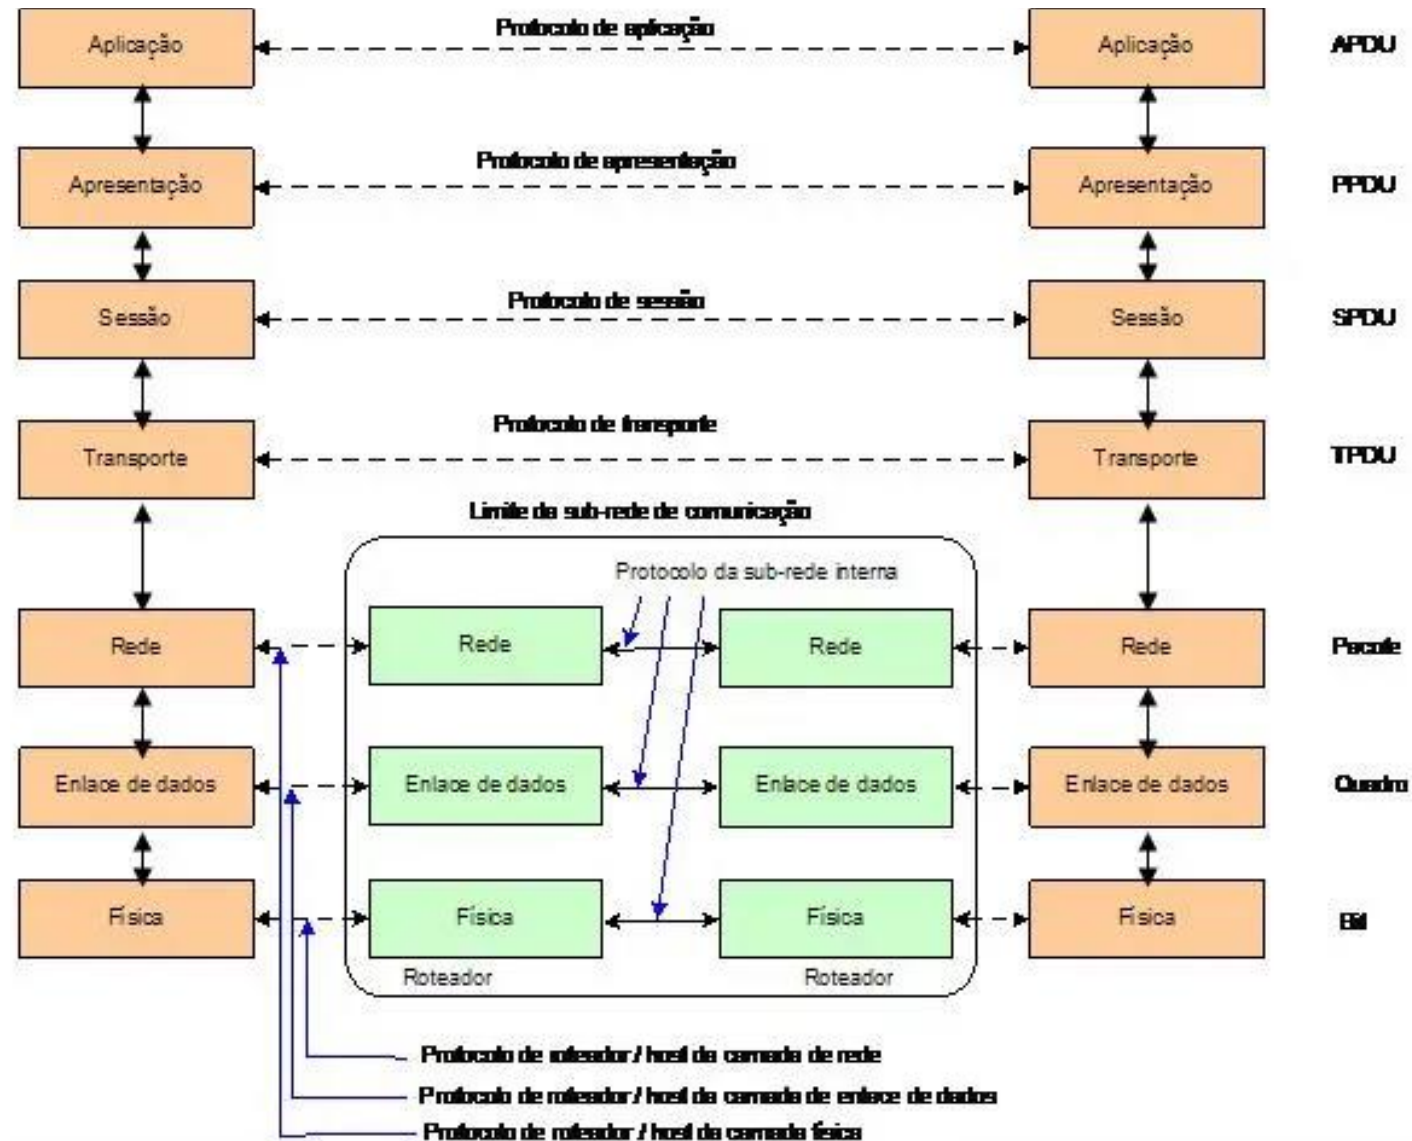 Protocolo de aplicação
Aplicação
Aplicação
APDU
Protocolo de apresentação
Apresentação
Apresentação
PPDU
Protocolo de sessão
Sessão
Sessão
SPDU
Protocolo de transporte
Transporte
Transporte
TPDU
Limite da sub-rede de comunicação
Protocolo da sub-rede interna
Rede
Rede
Rede
Rede
Pacote
Enlace de dados
Enlace de dados
Enlace de dados
Enlace de dados
Quadro
Física
Física
Física
Física
Bit
Roteador
Roteador
Protocolo de roteador / host da camada de rede
Protocolo de roteador / host da camada de enlace de dados
Protocolo de roteador / host da camada física